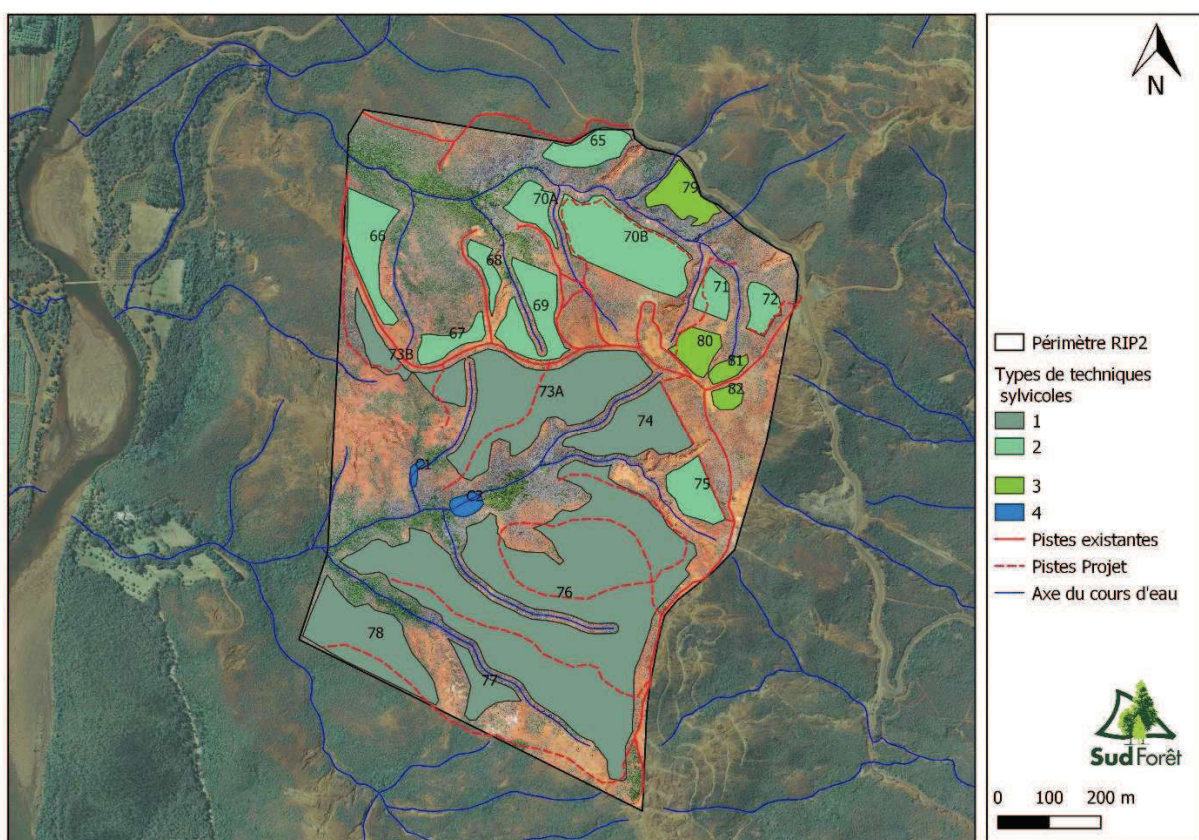 65
79
70A
66
70B
68
71
72
69
67
80
73B
81
73A
82
74
C1
75
C2
76
78
77
N
Périmètre RIP2
Types de techniques
sylvicoles
1
2
3
4
Pistes existantes
Pistes Projet
Axe du cours d'eau
Sud Forêt
0 100 200 m